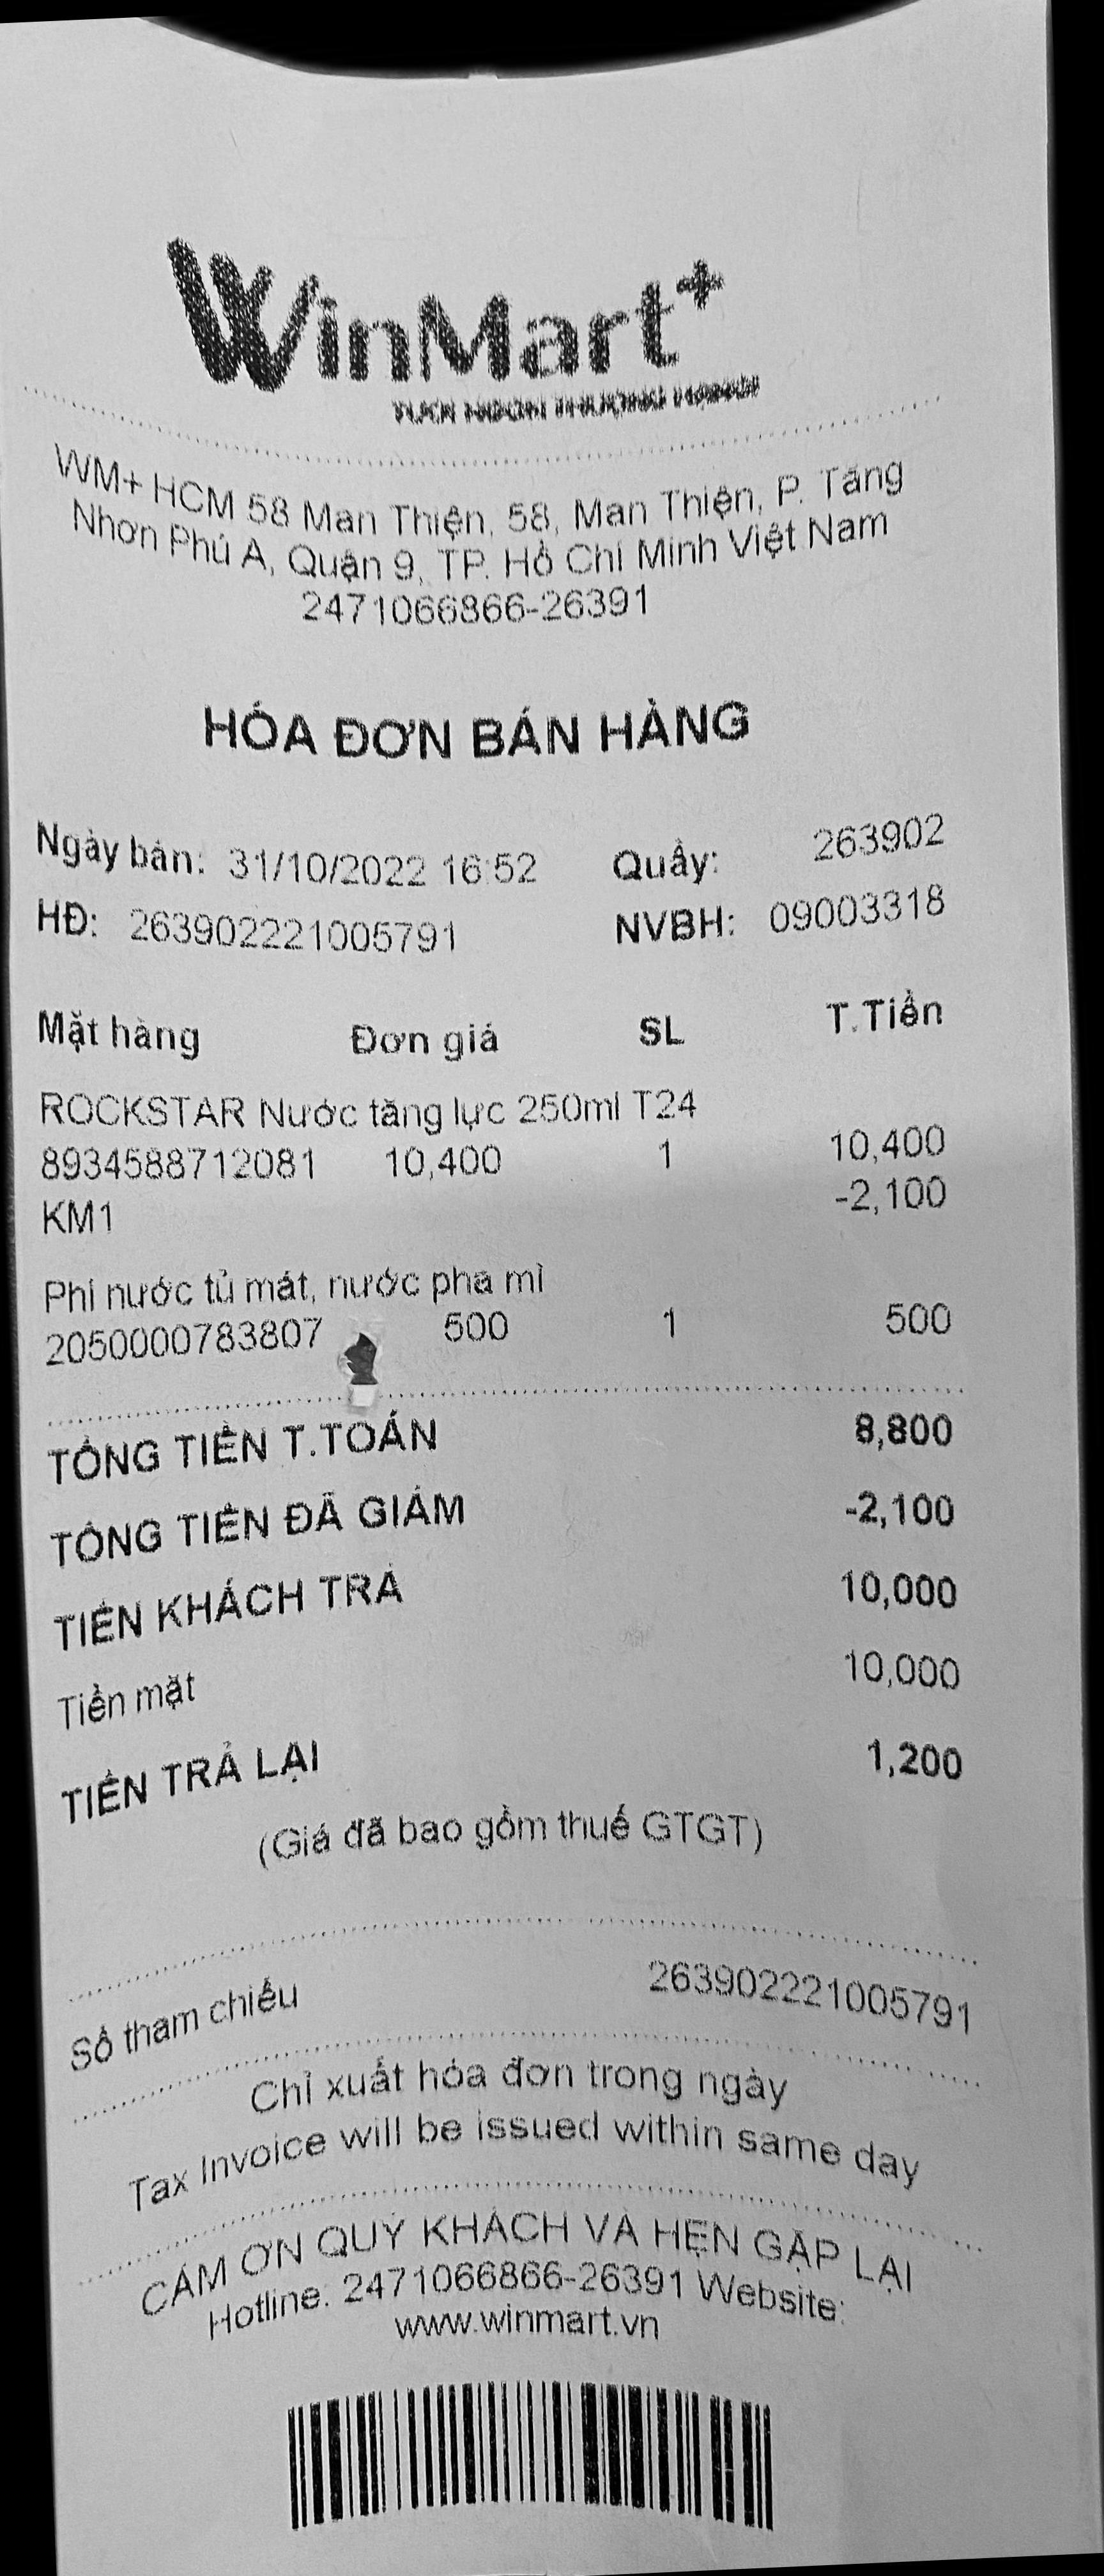 WinMart+
WM+ HCM 58 Man Thiện, 58, Man Thiện, P. Tăng
Nhơn Phú A, Quận 9, TP. Hồ Chí Minh Việt Nam
2471066866-26391
HÓA ĐƠN BÁN HÀNG
Ngày bán: 31/10/2022 16:52 Quầy: 263902
HĐ: 263902221005791 NVBH: 09003318
Mặt hàng Đơn giá SL T.Tiền
ROCKSTAR Nước tăng lực 250ml T24
8934588712081 10,400 1 10,400
KM1 -2,100
Phí nước tủ mát, nước pha mì
2050000783807 500 1 500
TỔNG TIỀN T.TOÁN 8,800
TỔNG TIỀN ĐÃ GIẢM -2,100
TIỀN KHÁCH TRẢ 10,000
Tiền mặt 10,000
TIỀN TRẢ LẠI 1,200
(Giá đã bao gồm thuế GTGT)
Số tham chiếu 263902221005791
Chỉ xuất hóa đơn trong ngày
Tax Invoice will be issued within same day
CẢM ƠN QUÝ KHÁCH VÀ HẸN GẶP LẠI
Hotline: 2471066866-26391 Website:
www.winmart.vn